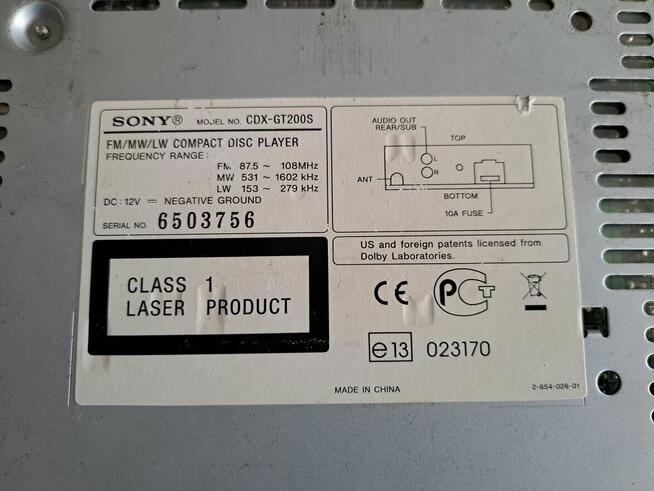 SONY® MODEL NO. CDX-GT200S
FM/MW/LW COMPACT DISC PLAYER
FREQUENCY RANGE:
FM 87.5 ~ 108MHz
MW 531 ~ 1602 kHz
LW 153 ~ 279 kHz
DC: 12V ⎓ NEGATIVE GROUND
SERIAL NO. 6503756
AUDIO OUT
REAR/SUB
TOP
L
R
ANT
BOTTOM
10A FUSE
CLASS 1
LASER PRODUCT
US and foreign patents licensed from
Dolby Laboratories.
CE PCT
e13 023170
MADE IN CHINA
2-654-026-01